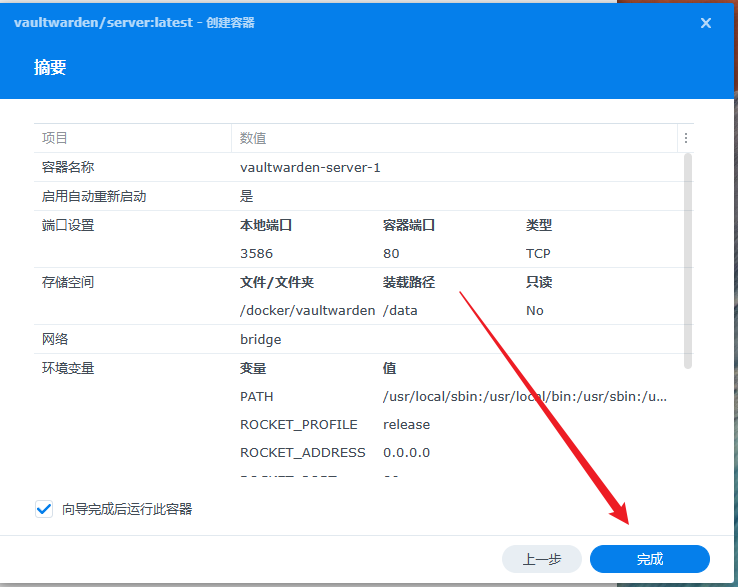 vaultwarden/server:latest - 创建容器
摘要
项目 数值
容器名称 vaultwarden-server-1
启用自动重新启动 是
端口设置 本地端口 容器端口 类型
3586 80 TCP
存储空间 文件/文件夹 装载路径 只读
/docker/vaultwarden /data No
网络 bridge
环境变量 变量 值
PATH /usr/local/sbin:/usr/local/bin:/usr/sbin:/u...
ROCKET_PROFILE release
ROCKET_ADDRESS 0.0.0.0
向导完成后运行此容器
上一步 完成